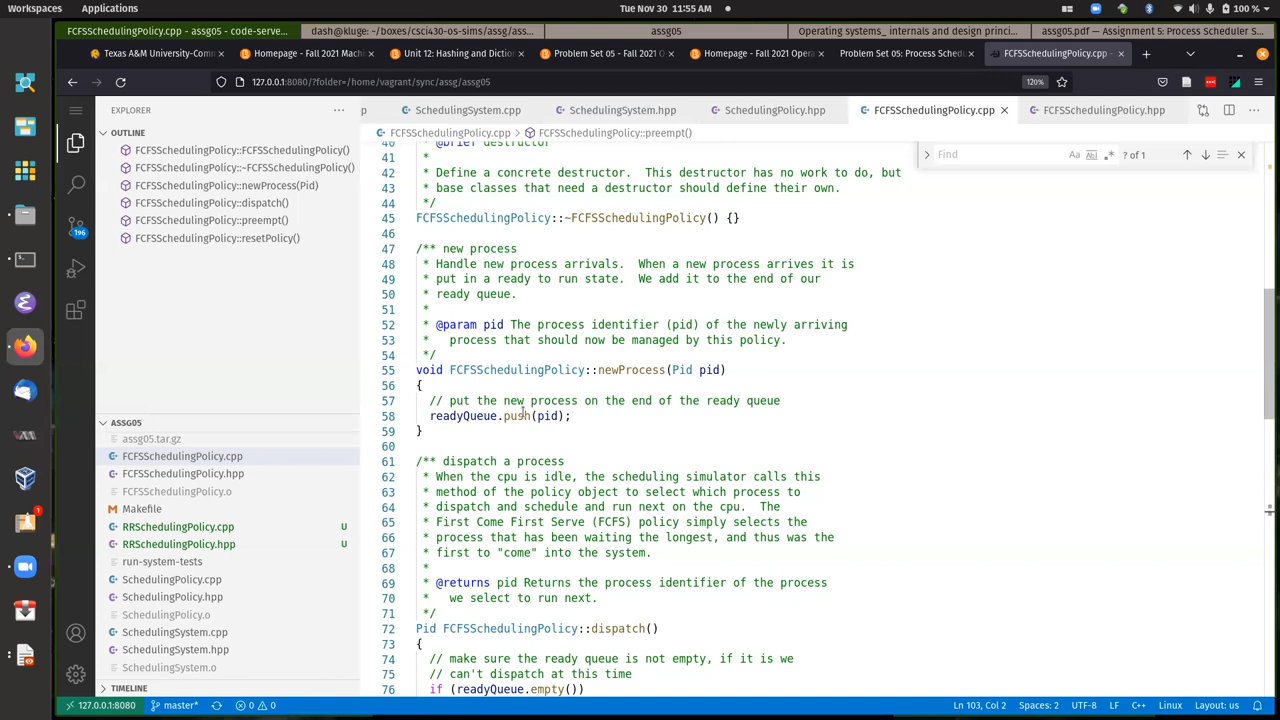 Workspaces Applications Tue Nov 30 11:55 AM 100 %
FCFSSchedulingPolicy.cpp - assg05 - code-serve... dash@kluge: ~/boxes/csci430-os-sims/assg/ass... assg05 Operating systems_ internals and design princi... assg05.pdf — Assignment 5: Process Scheduler S...
Texas A&M University-Comm Homepage - Fall 2021 Machi Unit 12: Hashing and Diction Problem Set 05 - Fall 2021 O Homepage - Fall 2021 Opera Problem Set 05: Process Sched FCFSSchedulingPolicy.cpp -
127.0.0.1:8080/?folder=/home/vagrant/sync/assg/assg05 120%
EXPLORER
p SchedulingSystem.cpp SchedulingSystem.hpp SchedulingPolicy.hpp FCFSSchedulingPolicy.cpp FCFSSchedulingPolicy.hpp
OUTLINE
FCFSSchedulingPolicy.cpp > FCFSSchedulingPolicy::preempt()
FCFSSchedulingPolicy::FCFSSchedulingPolicy()
FCFSSchedulingPolicy::~FCFSSchedulingPolicy()
FCFSSchedulingPolicy::newProcess(Pid)
FCFSSchedulingPolicy::dispatch()
FCFSSchedulingPolicy::preempt()
FCFSSchedulingPolicy::resetPolicy()
196
ASSG05
assg05.tar.gz
FCFSSchedulingPolicy.cpp
FCFSSchedulingPolicy.hpp
FCFSSchedulingPolicy.o
Makefile
RRSchedulingPolicy.cpp U
RRSchedulingPolicy.hpp U
run-system-tests
SchedulingPolicy.cpp
SchedulingPolicy.hpp
SchedulingPolicy.o
SchedulingSystem.cpp
SchedulingSystem.hpp
SchedulingSystem.o
TIMELINE
1
Find Aa ab .* ? of 1
40 * @brief destructor
41 *
42 * Define a concrete destructor. This destructor has no work to do, but
43 * base classes that need a destructor should define their own.
44 */
45 FCFSSchedulingPolicy::~FCFSSchedulingPolicy() {}
46
47 /** new process
48 * Handle new process arrivals. When a new process arrives it is
49 * put in a ready to run state. We add it to the end of our
50 * ready queue.
51 *
52 * @param pid The process identifier (pid) of the newly arriving
53 * process that should now be managed by this policy.
54 */
55 void FCFSSchedulingPolicy::newProcess(Pid pid)
56 {
57 // put the new process on the end of the ready queue
58 readyQueue.push(pid);
59 }
60
61 /** dispatch a process
62 * When the cpu is idle, the scheduling simulator calls this
63 * method of the policy object to select which process to
64 * dispatch and schedule and run next on the cpu. The
65 * First Come First Serve (FCFS) policy simply selects the
66 * process that has been waiting the longest, and thus was the
67 * first to "come" into the system.
68 *
69 * @returns pid Returns the process identifier of the process
70 * we select to run next.
71 */
72 Pid FCFSSchedulingPolicy::dispatch()
73 {
74 // make sure the ready queue is not empty, if it is we
75 // can't dispatch at this time
76 if (readyQueue.empty())
127.0.0.1:8080 master* 0 0 Ln 103, Col 2 Spaces: 2 UTF-8 LF C++ Linux Layout: us